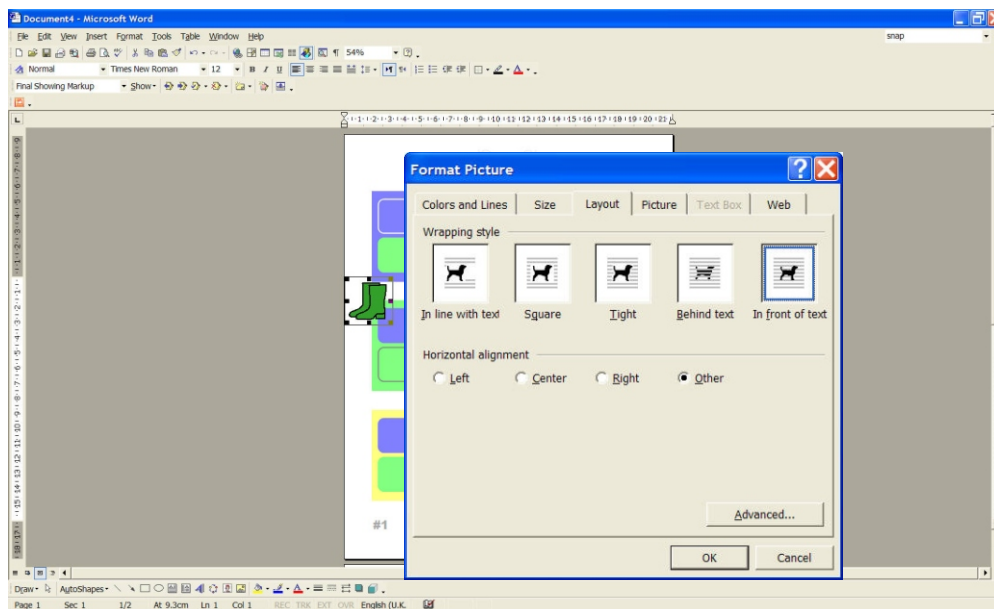 Document4 - Microsoft Word
File Edit View Insert Format Tools Table Window Help snap
54%
Normal Times New Roman 12 B I U
Final Showing Markup Show
Format Picture
Colors and Lines Size Layout Picture Text Box Web
Wrapping style
In line with text Square Tight Behind text In front of text
Horizontal alignment
Left Center Right Other
Advanced...
#1
OK Cancel
Draw AutoShapes
Page 1 Sec 1 1/2 At 9.3cm Ln 1 Col 1 REC TRK EXT OVR English (U.K.